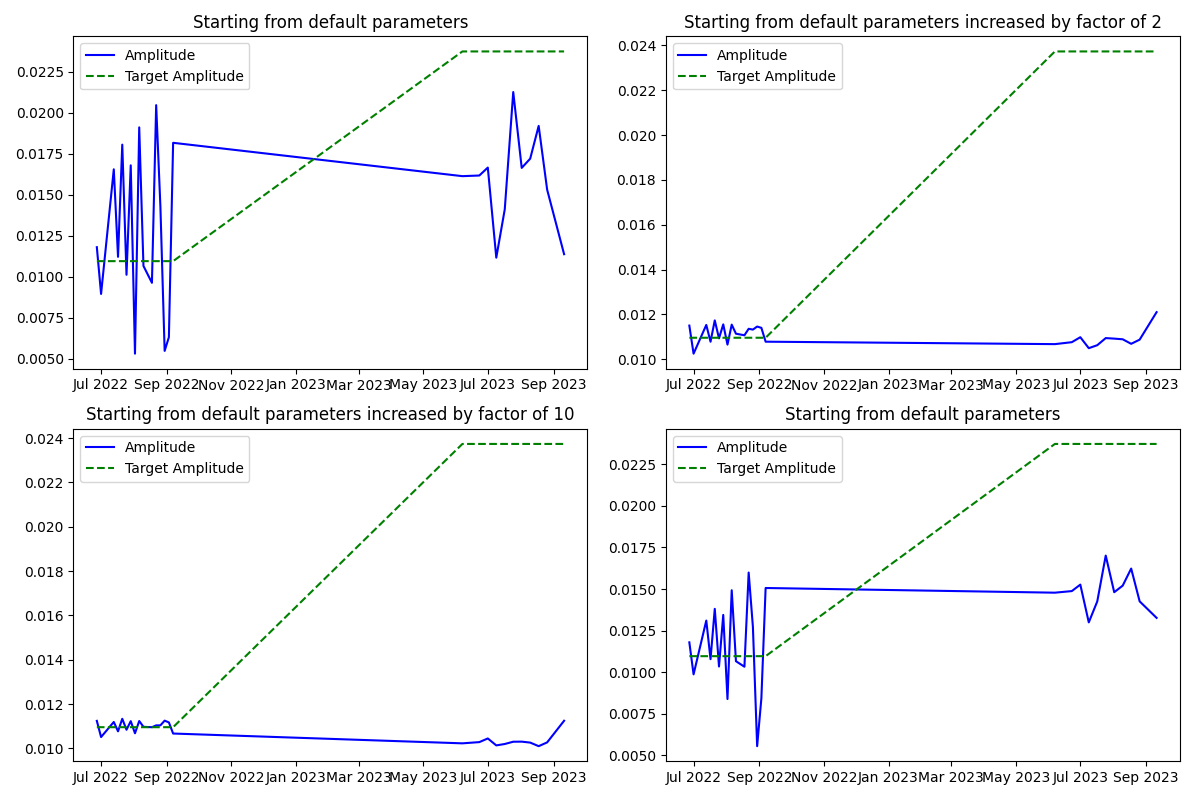 Starting from default parameters
Amplitude
Target Amplitude
0.0225
0.0200
0.0175
0.0150
0.0125
0.0100
0.0075
0.0050
Jul 2022 Sep 2022 Nov 2022 Jan 2023 Mar 2023 May 2023 Jul 2023 Sep 2023
Starting from default parameters increased by factor of 2
Amplitude
Target Amplitude
0.024
0.022
0.020
0.018
0.016
0.014
0.012
0.010
Jul 2022 Sep 2022 Nov 2022 Jan 2023 Mar 2023 May 2023 Jul 2023 Sep 2023
Starting from default parameters increased by factor of 10
Amplitude
Target Amplitude
0.024
0.022
0.020
0.018
0.016
0.014
0.012
0.010
Jul 2022 Sep 2022 Nov 2022 Jan 2023 Mar 2023 May 2023 Jul 2023 Sep 2023
Starting from default parameters
Amplitude
Target Amplitude
0.0225
0.0200
0.0175
0.0150
0.0125
0.0100
0.0075
0.0050
Jul 2022 Sep 2022 Nov 2022 Jan 2023 Mar 2023 May 2023 Jul 2023 Sep 2023